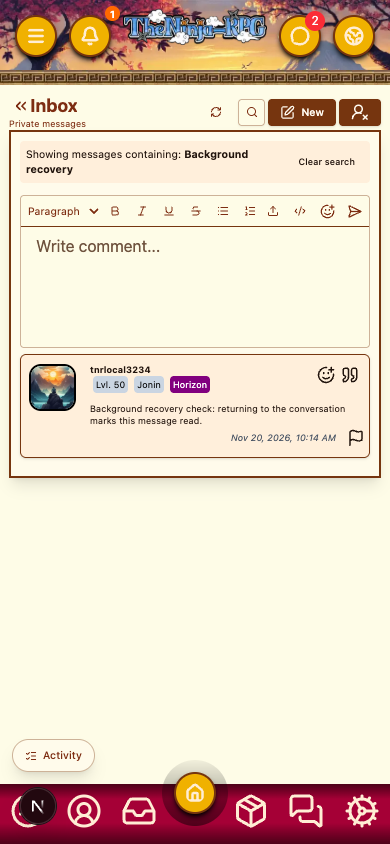 1
TheNinja-RPG
2
Inbox
Private messages
New
Showing messages containing: Background
recovery
Clear search
Paragraph
B I U S
Write comment...
tnrlocal3234
Lvl. 50 Jonin Horizon
Background recovery check: returning to the conversation
marks this message read.
Nov 20, 2026, 10:14 AM
Activity
N